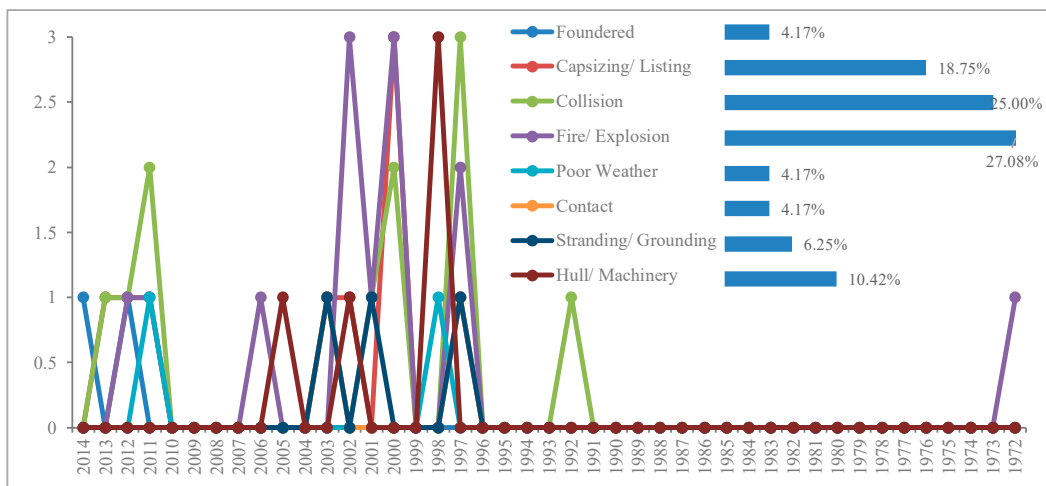 3
2.5
2
1.5
1
0.5
0
Foundered 4.17%
Capsizing/ Listing 18.75%
Collision 25.00%
Fire/ Explosion 27.08%
Poor Weather 4.17%
Contact 4.17%
Stranding/ Grounding 6.25%
Hull/ Machinery 10.42%
2014 2013 2012 2011 2010 2009 2008 2007 2006 2005 2004 2003 2002 2001 2000 1999 1998 1997 1996 1995 1994 1993 1992 1991 1990 1989 1988 1987 1986 1985 1984 1983 1982 1981 1980 1979 1978 1977 1976 1975 1974 1973 1972